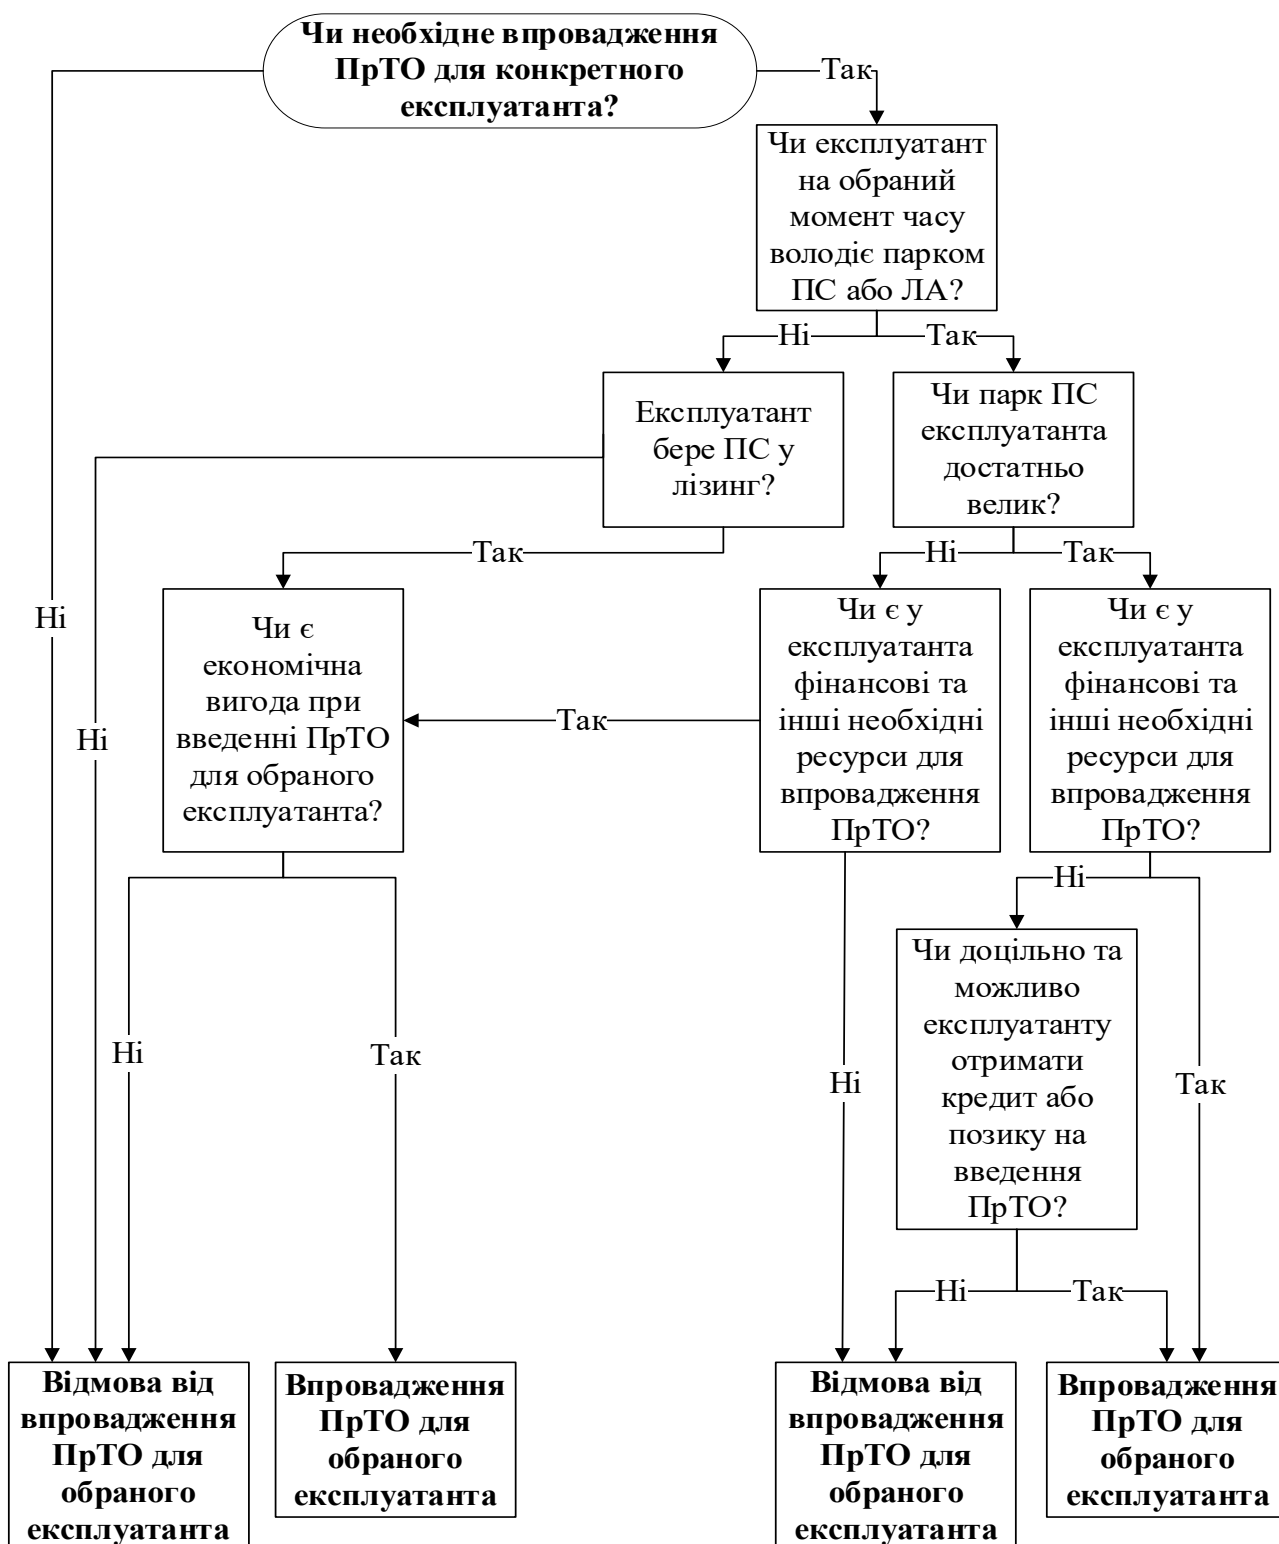 Чи необхідне впровадження
ПрТО для конкретного
експлуатанта?
Так
Чи експлуатант
на обраний
момент часу
володіє парком
ПС або ЛА?
Ні
Так
Експлуатант
бере ПС у
лізинг?
Чи парк ПС
експлуатанта
достатньо
велик?
Так
Ні
Так
Ні
Чи є
економічна
вигода при
введенні ПрТО
для обраного
експлуатанта?
Чи є у
експлуатанта
фінансові та
інші необхідні
ресурси для
впровадження
ПрТО?
Чи є у
експлуатанта
фінансові та
інші необхідні
ресурси для
впровадження
ПрТО?
Ні
Так
Ні
Чи доцільно та
можливо
експлуатанту
отримати
кредит або
позику на
введення
ПрТО?
Ні
Так
Ні
Так
Ні
Так
Відмова від
впровадження
ПрТО для
обраного
експлуатанта
Впровадження
ПрТО для
обраного
експлуатанта
Відмова від
впровадження
ПрТО для
обраного
експлуатанта
Впровадження
ПрТО для
обраного
експлуатанта